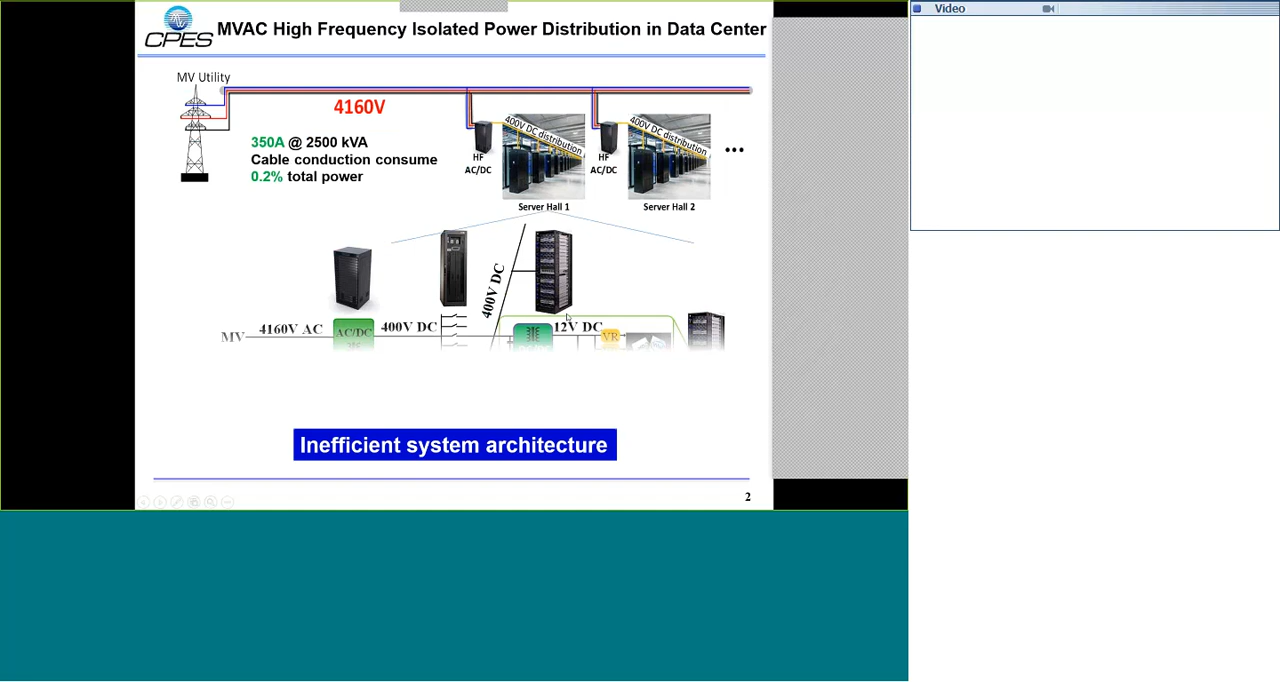 Video
CPES
MVAC High Frequency Isolated Power Distribution in Data Center
MV Utility
4160V
350A @ 2500 kVA
Cable conduction consume
0.2% total power
HF
AC/DC
400V DC distribution
Server Hall 1
HF
AC/DC
400V DC distribution
Server Hall 2
...
400V DC
MV
4160V AC
AC/DC
400V DC
12V DC
VR
Inefficient system architecture
2